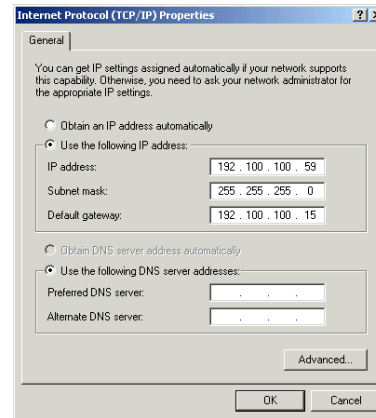 Internet Protocol (TCP/IP) Properties
General
You can get IP settings assigned automatically if your network supports
this capability. Otherwise, you need to ask your network administrator for
the appropriate IP settings.
Obtain an IP address automatically
Use the following IP address:
IP address: 192 . 100 . 100 . 59
Subnet mask: 255 . 255 . 255 . 0
Default gateway: 192 . 100 . 100 . 15
Obtain DNS server address automatically
Use the following DNS server addresses:
Preferred DNS server: . . .
Alternate DNS server: . . .
Advanced...
OK Cancel